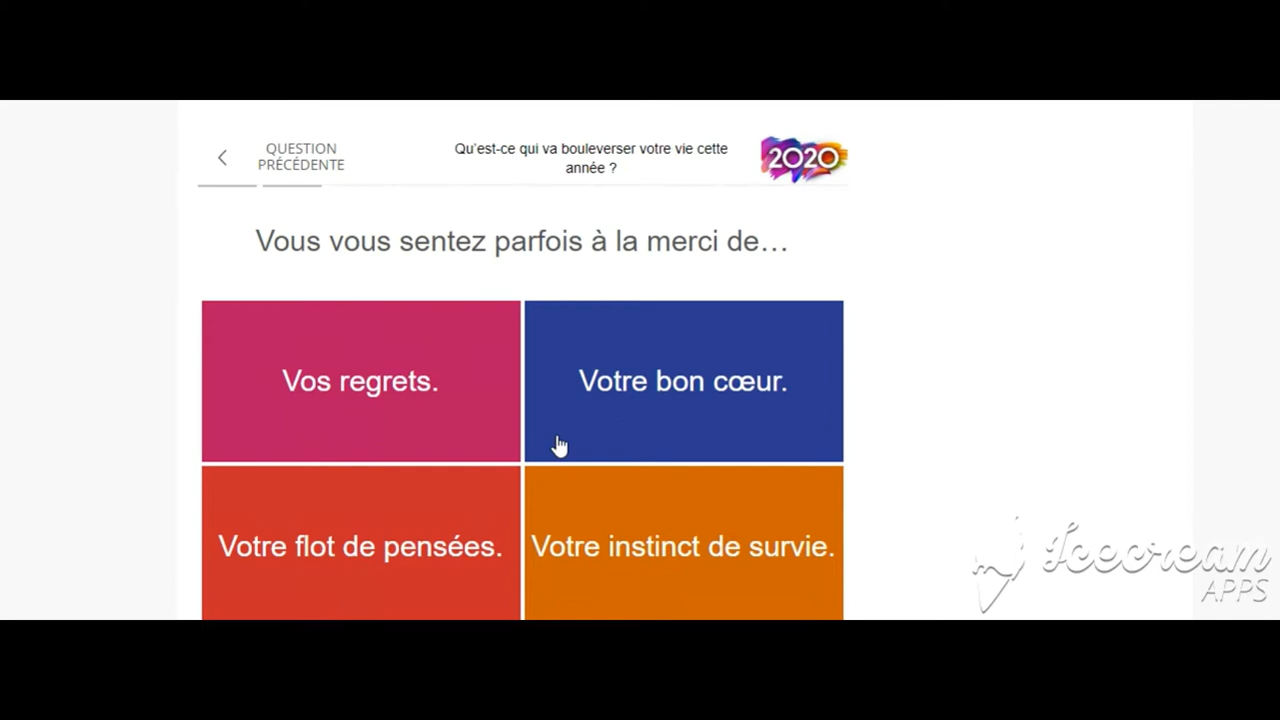 QUESTION
PRÉCÉDENTE
Qu'est-ce qui va bouleverser votre vie cette
année ?
2020
Vous vous sentez parfois à la merci de…
Vos regrets.
Votre bon cœur.
Votre flot de pensées.
Votre instinct de survie.
Icecream
APPS